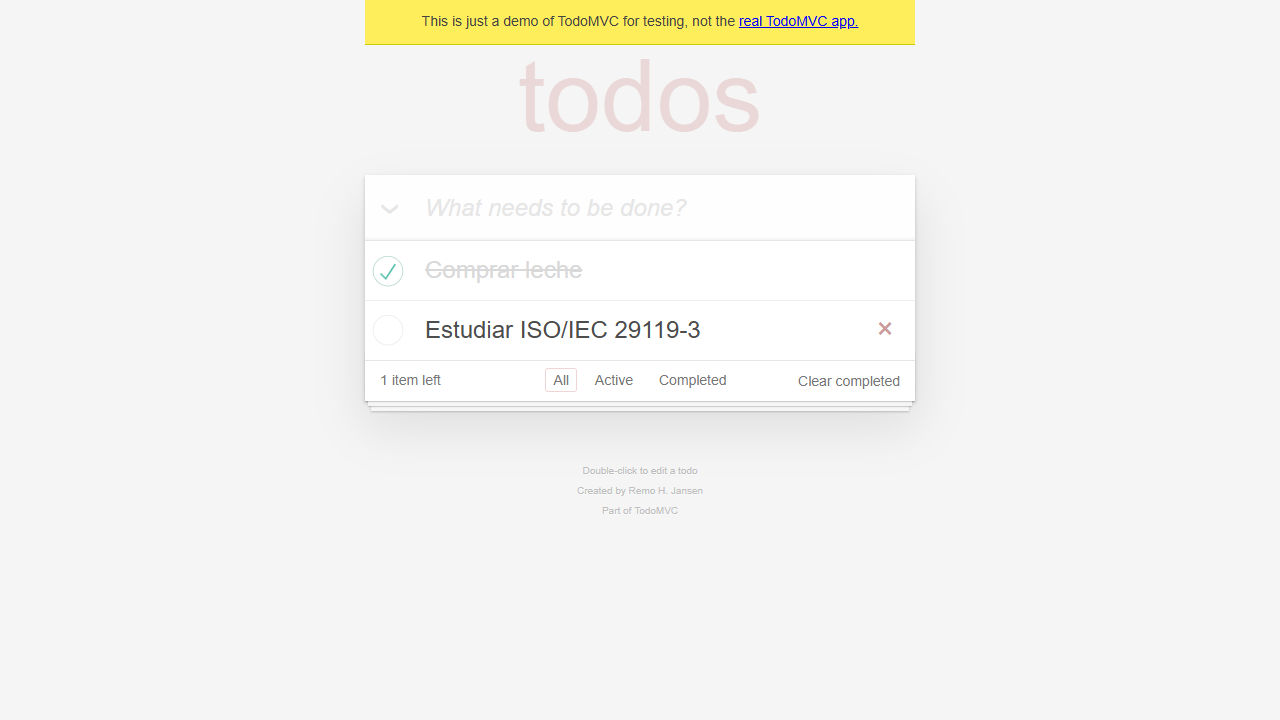 This is just a demo of TodoMVC for testing, not the real TodoMVC app.
todos
What needs to be done?
Comprar leche
Estudiar ISO/IEC 29119-3 ×
1 item left All Active Completed Clear completed
Double-click to edit a todo
Created by Remo H. Jansen
Part of TodoMVC